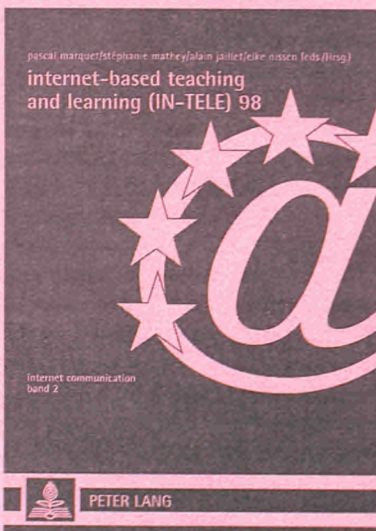 pascal marquet/stéphanie mathey/alain jaillet/elke nissen (eds./Hrsg.)
internet-based teaching
and learning (IN-TELE) 98
@
internet communication
band 2
PETER LANG